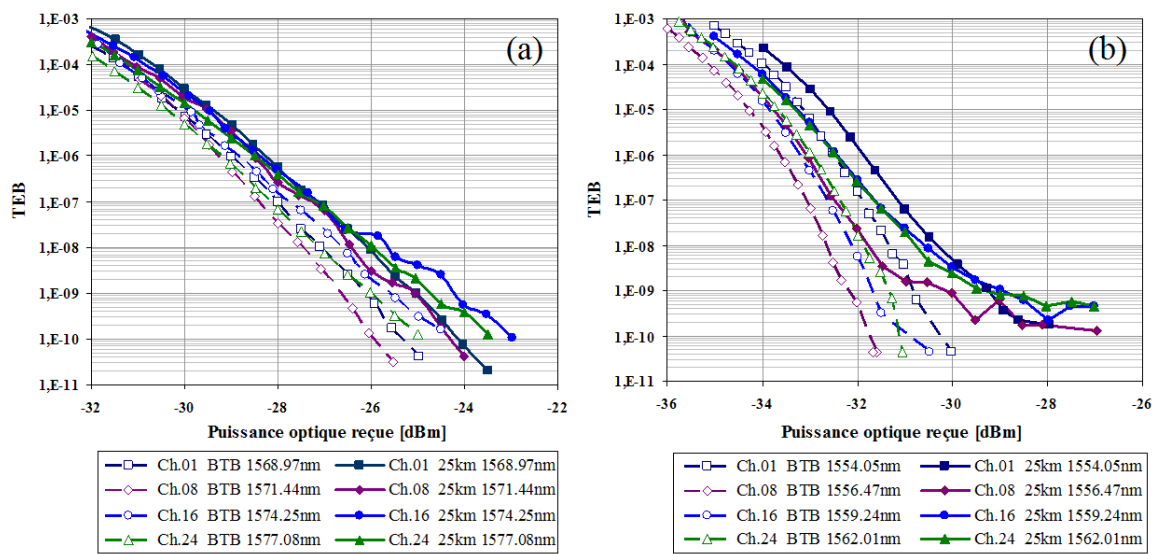 (a)
TEB
1,E-03
1,E-04
1,E-05
1,E-06
1,E-07
1,E-08
1,E-09
1,E-10
1,E-11
-32 -30 -28 -26 -24 -22
Puissance optique reçue [dBm]
Ch.01 BTB 1568.97nm Ch.01 25km 1568.97nm
Ch.08 BTB 1571.44nm Ch.08 25km 1571.44nm
Ch.16 BTB 1574.25nm Ch.16 25km 1574.25nm
Ch.24 BTB 1577.08nm Ch.24 25km 1577.08nm
(b)
TEB
1,E-03
1,E-04
1,E-05
1,E-06
1,E-07
1,E-08
1,E-09
1,E-10
1,E-11
-36 -34 -32 -30 -28 -26
Puissance optique reçue [dBm]
Ch.01 BTB 1554.05nm Ch.01 25km 1554.05nm
Ch.08 BTB 1556.47nm Ch.08 25km 1556.47nm
Ch.16 BTB 1559.24nm Ch.16 25km 1559.24nm
Ch.24 BTB 1562.01nm Ch.24 25km 1562.01nm